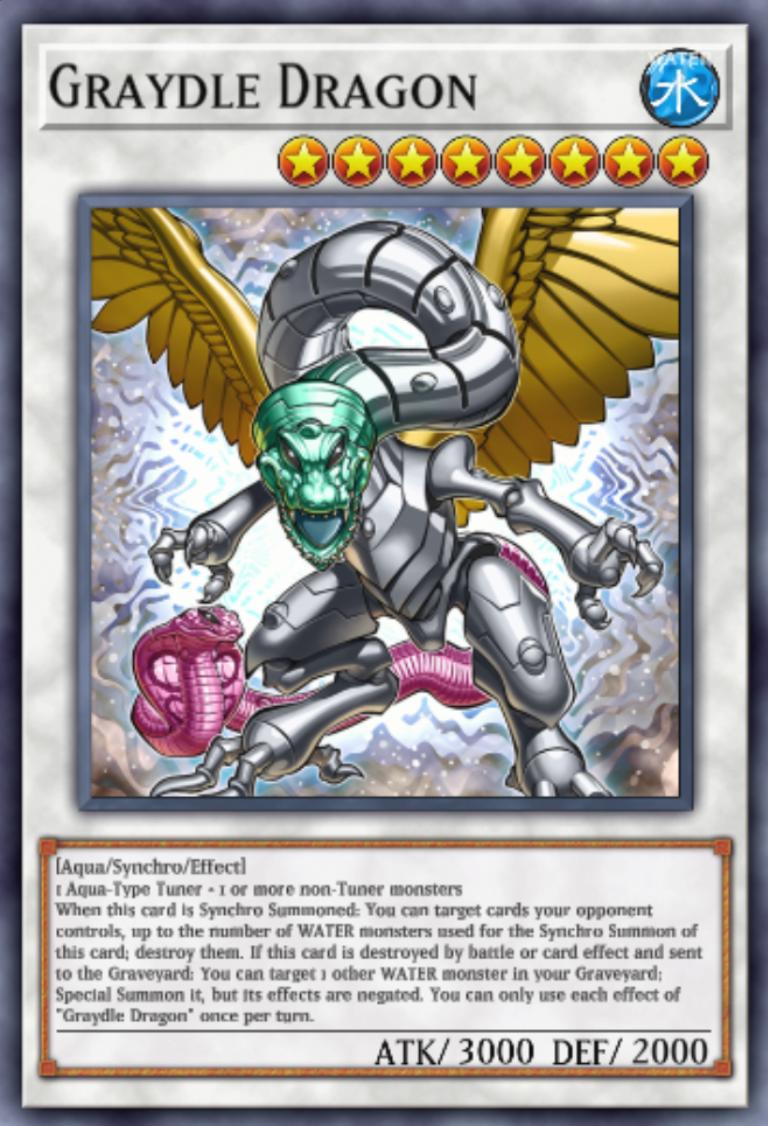 GRAYDLE DRAGON
WATER
水
[Aqua/Synchro/Effect]
1 Aqua-Type Tuner + 1 or more non-Tuner monsters
When this card is Synchro Summoned: You can target cards your opponent
controls, up to the number of WATER monsters used for the Synchro Summon of
this card; destroy them. If this card is destroyed by battle or card effect and sent
to the Graveyard: You can target 1 other WATER monster in your Graveyard;
Special Summon it, but its effects are negated. You can only use each effect of
"Graydle Dragon" once per turn.
ATK/ 3000 DEF/ 2000